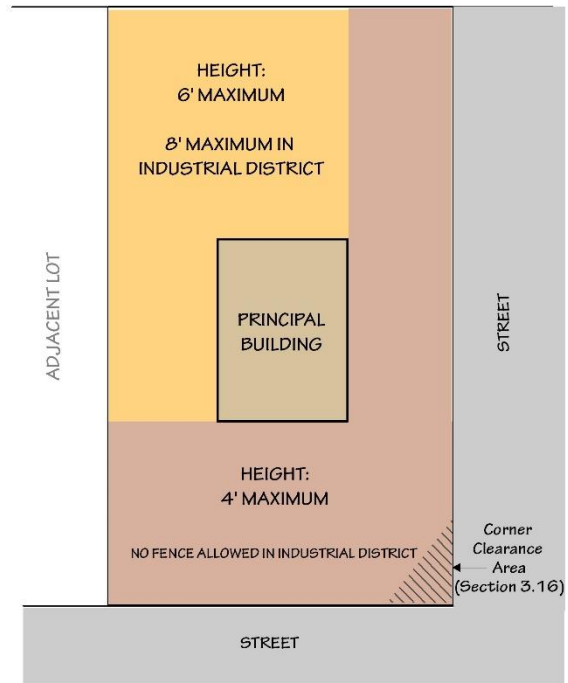 HEIGHT:
6' MAXIMUM
8' MAXIMUM IN
INDUSTRIAL DISTRICT
ADJACENT LOT
PRINCIPAL
BUILDING
STREET
HEIGHT:
4' MAXIMUM
NO FENCE ALLOWED IN INDUSTRIAL DISTRICT
Corner
Clearance
Area
(Section 3.16)
STREET